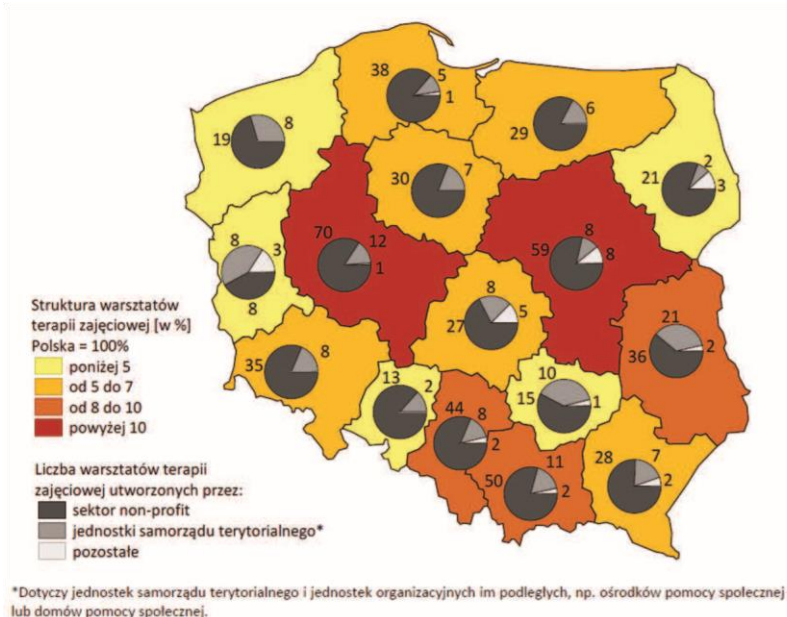 38 5
1
29 6
19 8
21 2
3
30 7
70 12
1
59 8
8
8 3
8
8
27 5
21
36 2
35 8
13 2
10
15 1
44 8
2
11
50 2
28 7
2
Struktura warsztatów
terapii zajęciowej [w %]
Polska = 100%
poniżej 5
od 5 do 7
od 8 do 10
powyżej 10
Liczba warsztatów terapii
zajęciowej utworzonych przez:
sektor non-profit
jednostki samorządu terytorialnego*
pozostałe
*Dotyczy jednostek samorządu terytorialnego i jednostek organizacyjnych im podległych, np. ośrodków pomocy społecznej
lub domów pomocy społecznej.